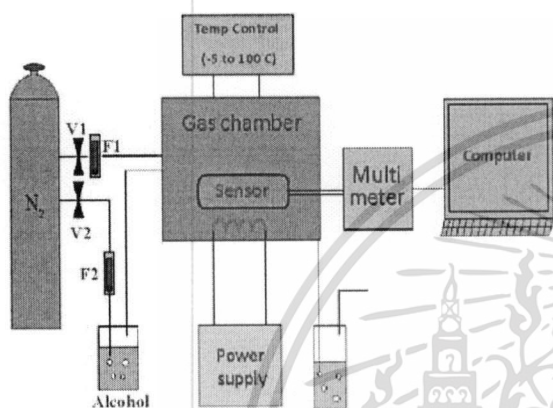 Temp Control
(-5 to 100°C)
V1
F1
Gas chamber
N2
V2
Sensor
Multi
meter
Computer
F2
Power
supply
Alcohol